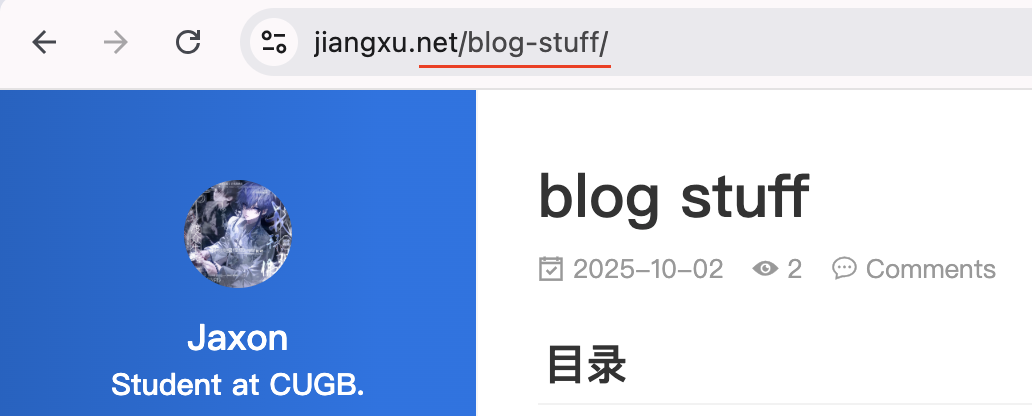 jiangxu.net/blog-stuff/
Jaxon
Student at CUGB.
blog stuff
2025-10-02 2 Comments
目录